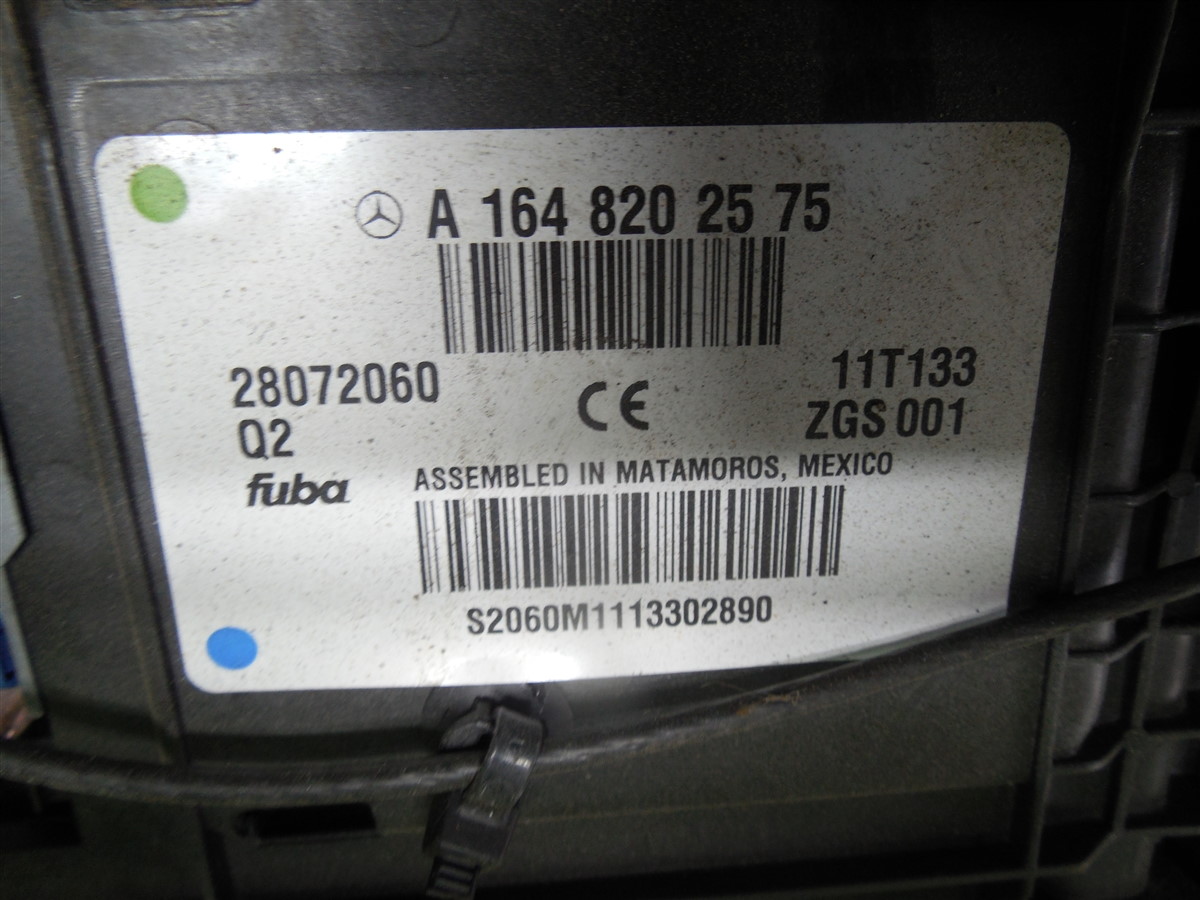 A 164 820 25 75
28072060
11T133
Q2
CE
ZGS 001
fuba
ASSEMBLED IN MATAMOROS, MEXICO
S2060M1113302890